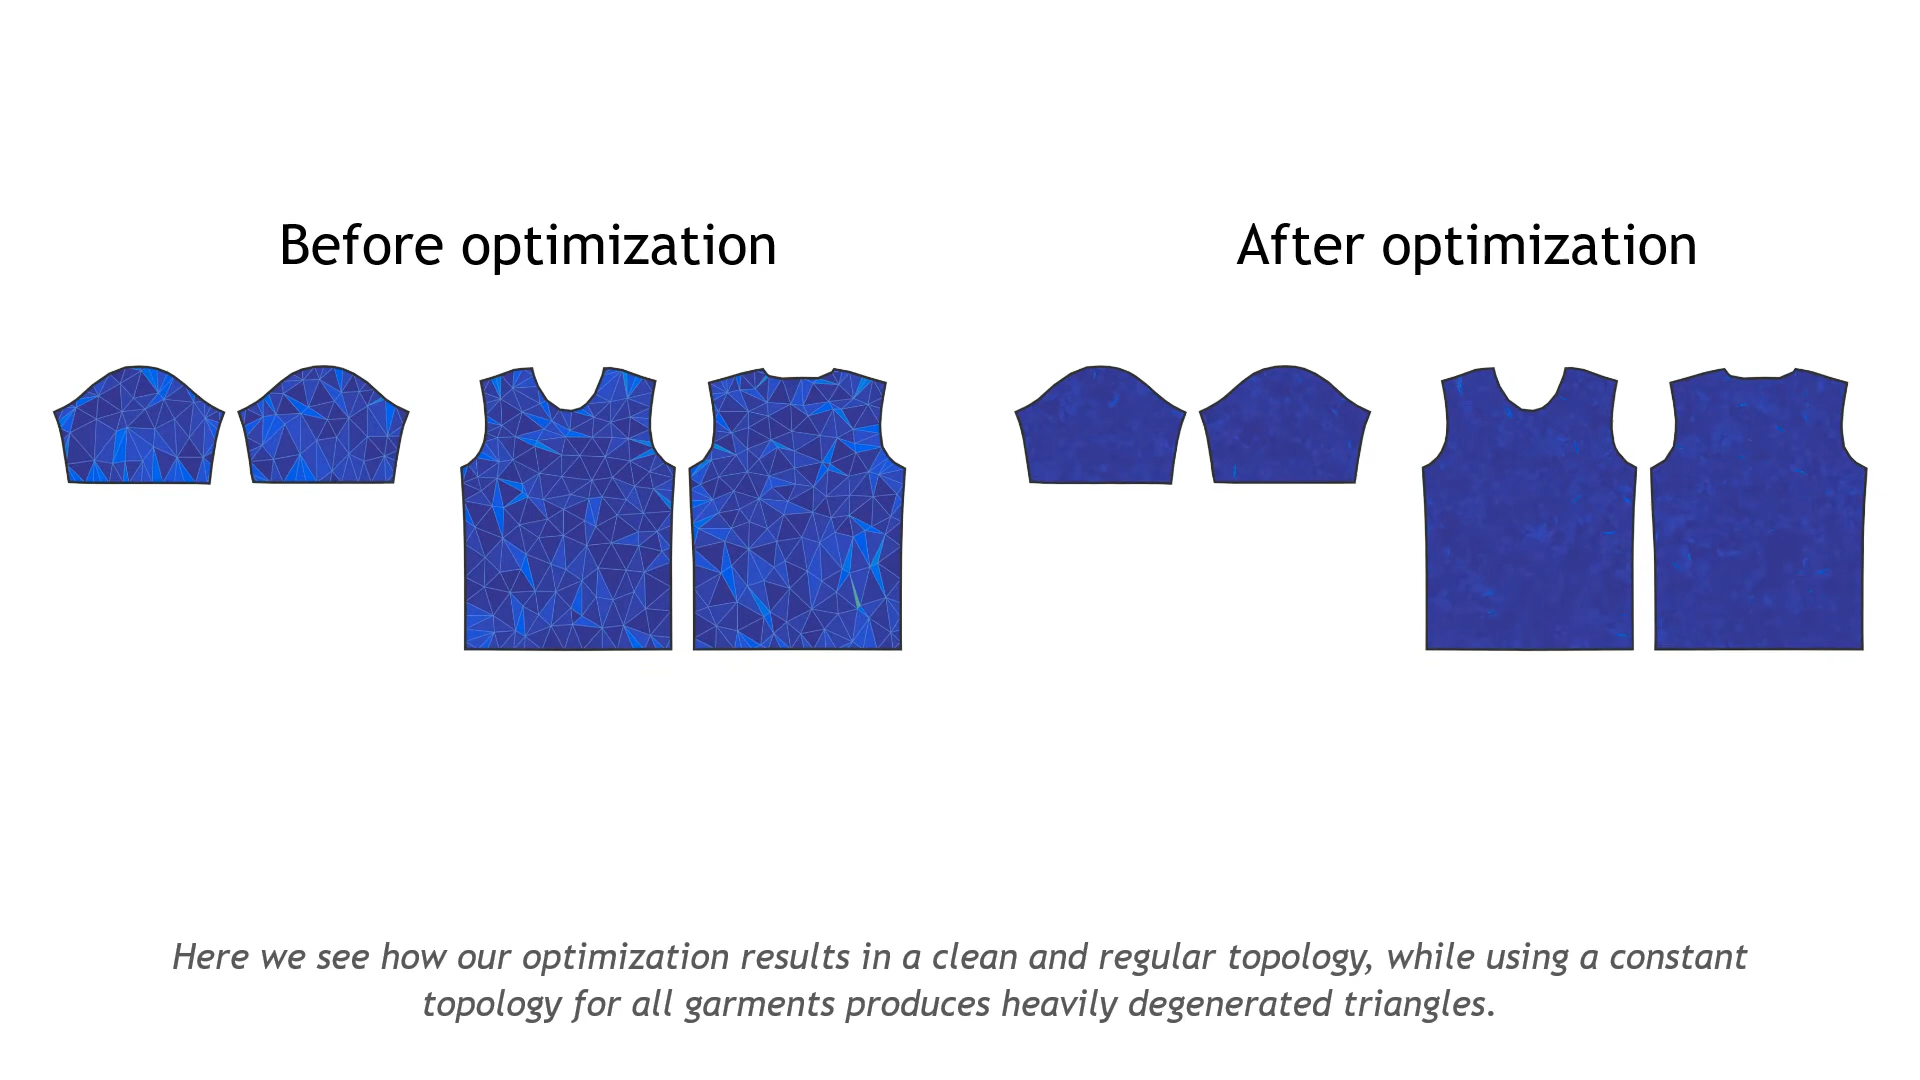 Before optimization
After optimization
Here we see how our optimization results in a clean and regular topology, while using a constant
topology for all garments produces heavily degenerated triangles.